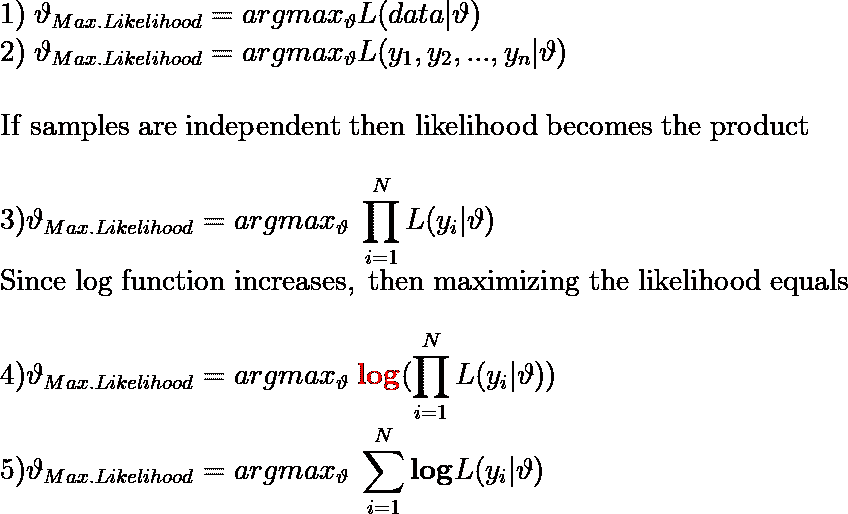 1) ϑ_{Max.Likelihood} = argmax_ϑ L(data|ϑ)
2) ϑ_{Max.Likelihood} = argmax_ϑ L(y_1, y_2, ..., y_n|ϑ)
If samples are independent then likelihood becomes the product
3)ϑ_{Max.Likelihood} = argmax_ϑ ∏_{i=1}^{N} L(y_i|ϑ)
Since log function increases, then maximizing the likelihood equals
4)ϑ_{Max.Likelihood} = argmax_ϑ log(∏_{i=1}^{N} L(y_i|ϑ))
5)ϑ_{Max.Likelihood} = argmax_ϑ ∑_{i=1}^{N} logL(y_i|ϑ)